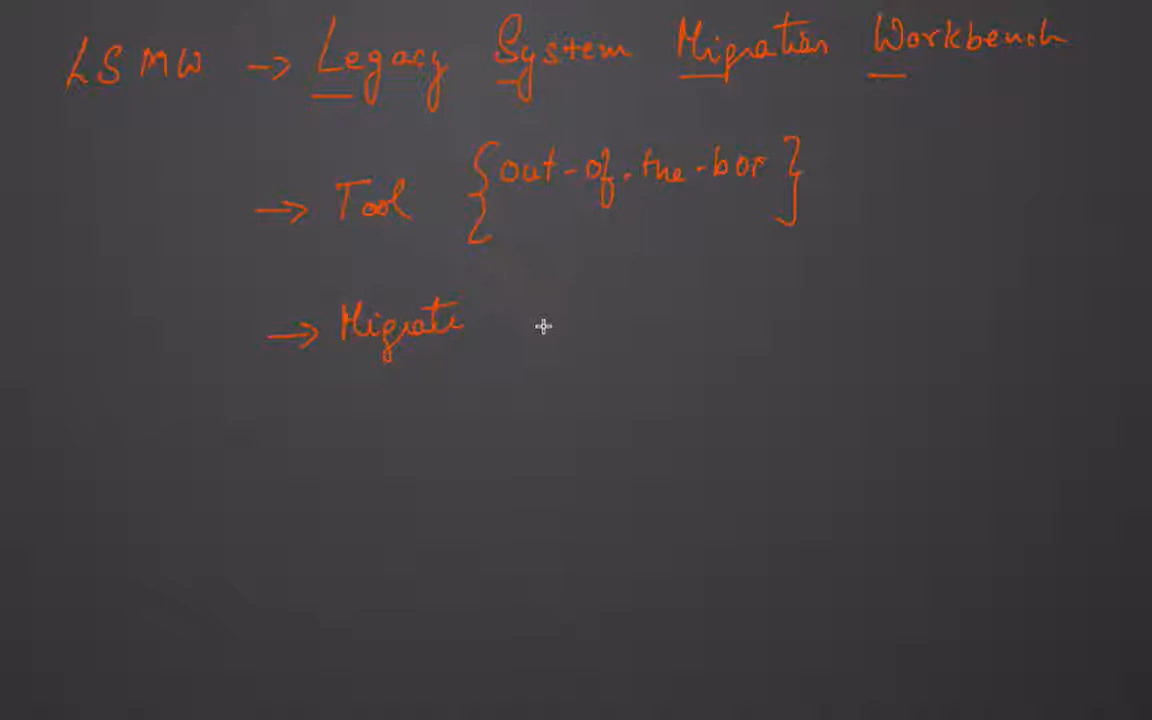 LSMW → Legacy System Migration Workbench
→ Tool {out-of-the-box}
→ Migrate